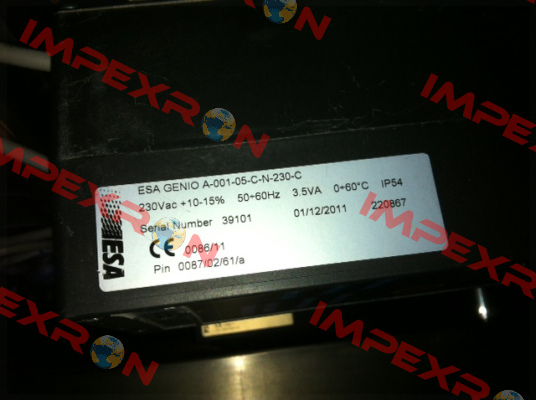 IMPEXRON
IMPEXRON
ESA GENIO A-001-05-C-N-230-C
230Vac +10-15% 50÷60Hz 3.5VA 0÷60°C IP54
Serial Number 39101 01/12/2011 220867
CE 0086/11
Pin 0087/02/61/a
ESA
IMPEXRON
IMPEXRON
IMPEXRON